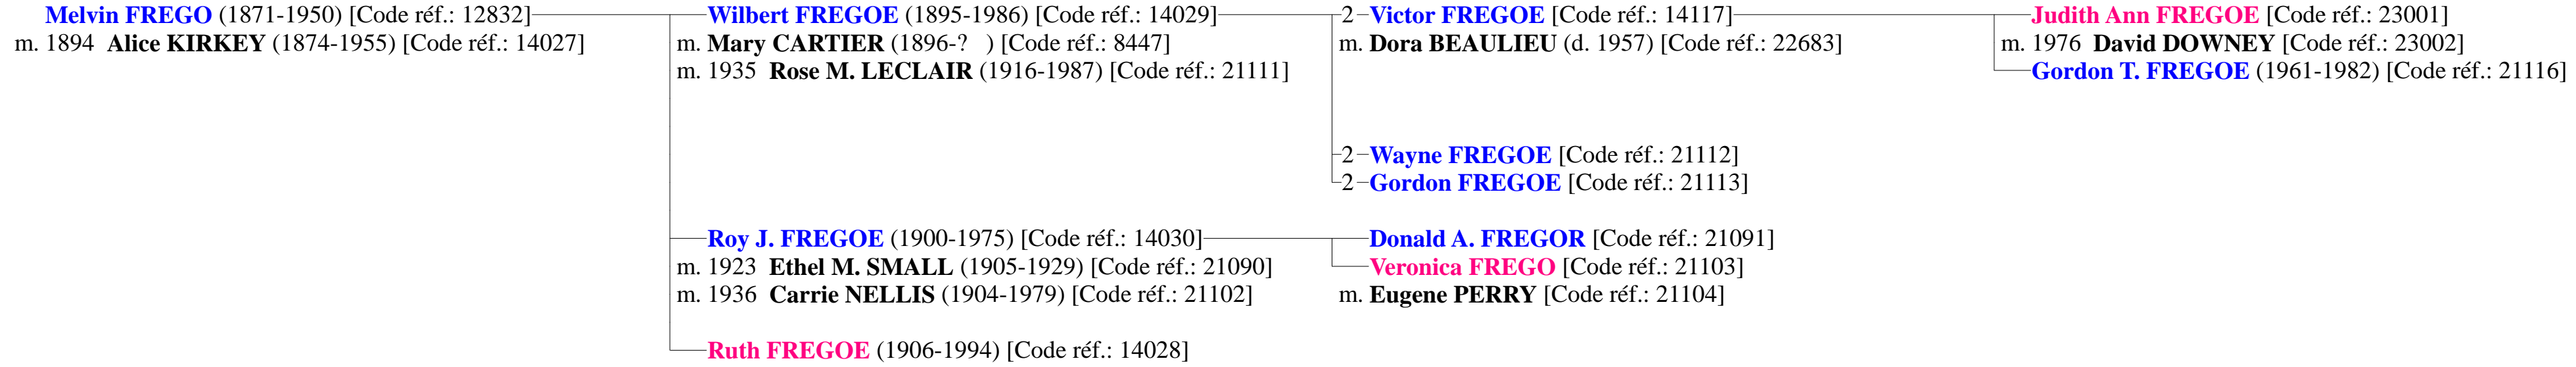 Melvin FREGO (1871-1950) [Code réf.: 12832]
m. 1894 Alice KIRKEY (1874-1955) [Code réf.: 14027]
Wilbert FREGOE (1895-1986) [Code réf.: 14029]
m. Mary CARTIER (1896-? ) [Code réf.: 8447]
m. 1935 Rose M. LECLAIR (1916-1987) [Code réf.: 21111]
2 Victor FREGOE [Code réf.: 14117]
m. Dora BEAULIEU (d. 1957) [Code réf.: 22683]
Judith Ann FREGOE [Code réf.: 23001]
m. 1976 David DOWNEY [Code réf.: 23002]
Gordon T. FREGOE (1961-1982) [Code réf.: 21116]
2 Wayne FREGOE [Code réf.: 21112]
2 Gordon FREGOE [Code réf.: 21113]
Roy J. FREGOE (1900-1975) [Code réf.: 14030]
m. 1923 Ethel M. SMALL (1905-1929) [Code réf.: 21090]
m. 1936 Carrie NELLIS (1904-1979) [Code réf.: 21102]
Donald A. FREGOR [Code réf.: 21091]
Veronica FREGO [Code réf.: 21103]
m. Eugene PERRY [Code réf.: 21104]
Ruth FREGOE (1906-1994) [Code réf.: 14028]